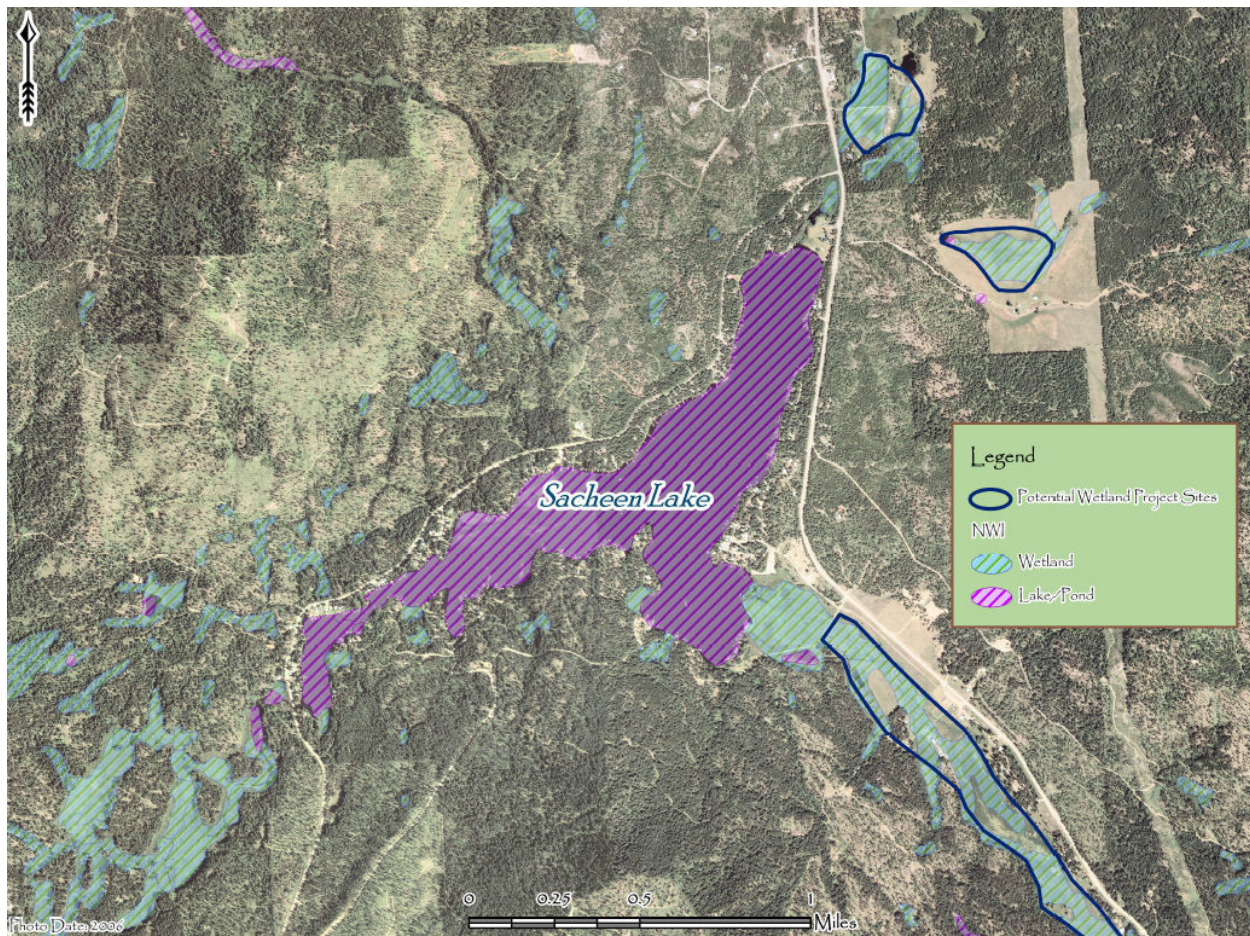 Sacheen Lake
Legend
Potential Wetland Project Sites
NWI
Wetland
Lake/Pond
0 0.25 0.5 1
Miles
Photo Date: 2006